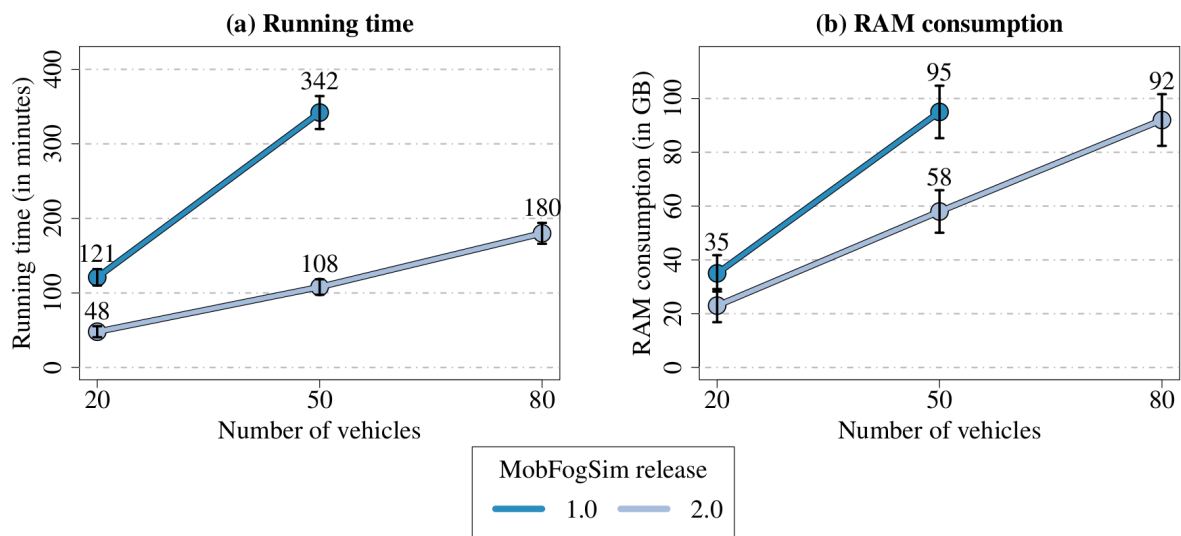 (a) Running time
Running time (in minutes)
400
300
200
100
0
121
342
48
108
180
20 50 80
Number of vehicles
(b) RAM consumption
RAM consumption (in GB)
100
80
60
40
20
0
35
95
58
92
20 50 80
Number of vehicles
MobFogSim release
1.0 2.0